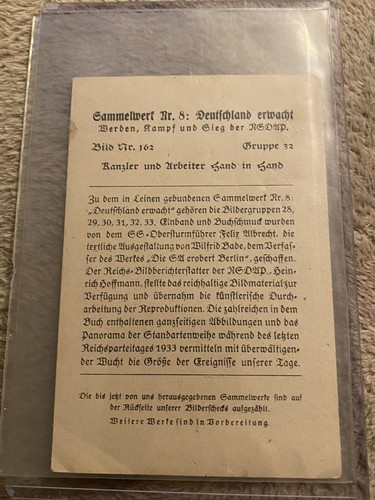 Sammelwerk Nr. 8: Deutschland erwacht
Werden, Kampf und Sieg der NSDAP.
Bild Nr. 162 Gruppe 32
Kanzler und Arbeiter Hand in Hand
Zu dem in Leinen gebundenen Sammelwerk Nr. 8:
„Deutschland erwacht“ gehören die Bildergruppen 28,
29, 30, 31, 32, 33. Einband und Buchschmuck wurden
von dem SS-Obersturmführer Felix Albrecht, die
textliche Ausgestaltung von Wilfrid Bade, dem Verfas-
ser des Werkes „Die SA erobert Berlin“, geschaffen.
Der Reichs-Bildberichterstatter der NSDAP., Hein-
rich Hoffmann, stellte das reichhaltige Bildmaterial zur
Verfügung und übernahm die künstlerische Durch-
arbeitung der Reproduktionen. Die zahlreichen in dem
Buch enthaltenen ganzseitigen Abbildungen und das
Panorama der Standartenweihe während des letzten
Reichsparteitages 1933 vermitteln mit überwältigen-
der Wucht die Größe der Ereignisse unserer Tage.
Die bis jetzt von uns herausgegebenen Sammelwerke sind auf
der Rückseite unserer Bilderschecks aufgezählt.
Weitere Werke sind in Vorbereitung.